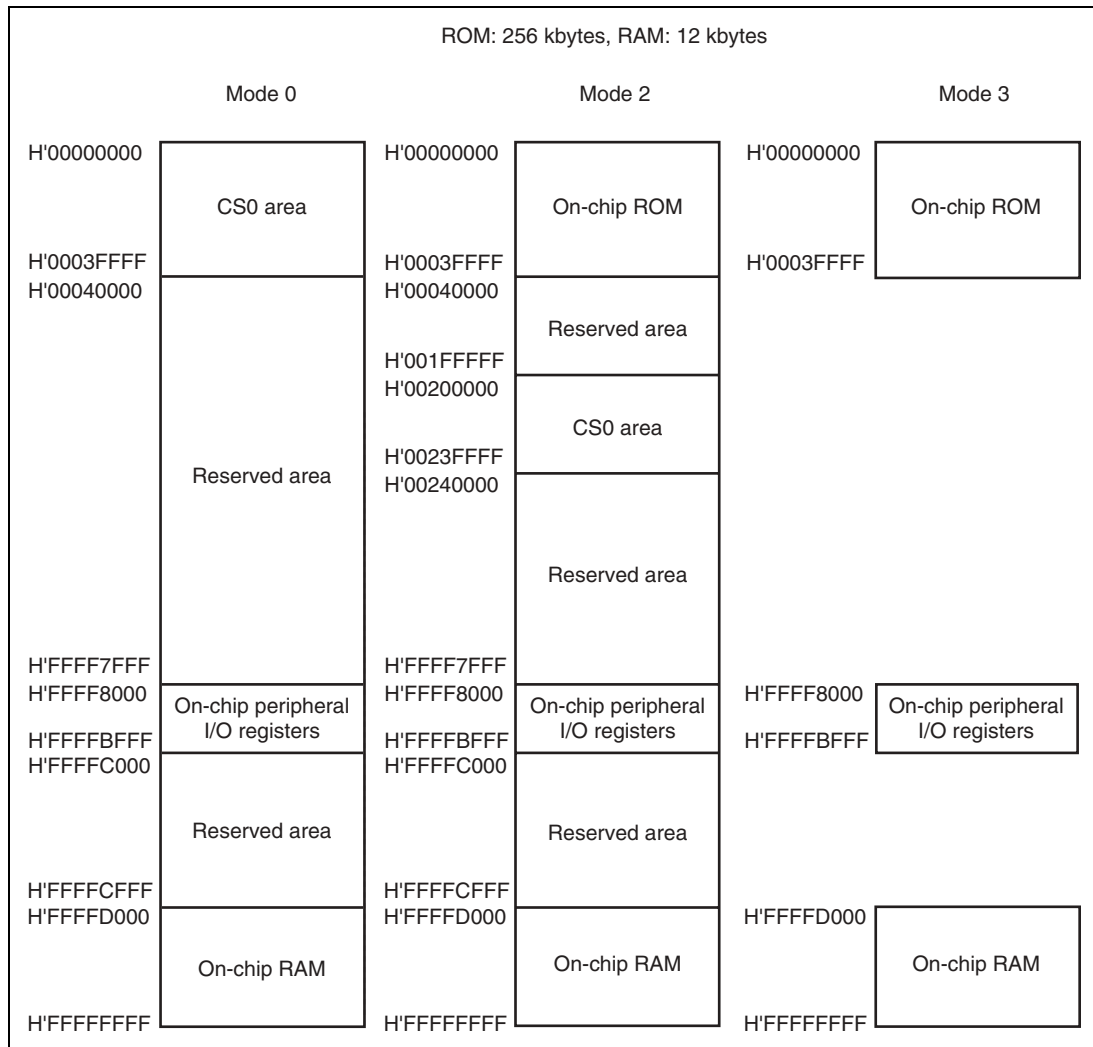 ROM: 256 kbytes, RAM: 12 kbytes
Mode 0
H'00000000
CS0 area
H'0003FFFF
H'00040000
Reserved area
H'FFFF7FFF
H'FFFF8000
On-chip peripheral
I/O registers
H'FFFFBFFF
H'FFFFC000
Reserved area
H'FFFFCFFF
H'FFFFD000
On-chip RAM
H'FFFFFFFF
Mode 2
H'00000000
On-chip ROM
H'0003FFFF
H'00040000
Reserved area
H'001FFFFF
H'00200000
CS0 area
H'0023FFFF
H'00240000
Reserved area
H'FFFF7FFF
H'FFFF8000
On-chip peripheral
I/O registers
H'FFFFBFFF
H'FFFFC000
Reserved area
H'FFFFCFFF
H'FFFFD000
On-chip RAM
H'FFFFFFFF
Mode 3
H'00000000
On-chip ROM
H'0003FFFF
H'FFFF8000
On-chip peripheral
I/O registers
H'FFFFBFFF
H'FFFFD000
On-chip RAM
H'FFFFFFFF